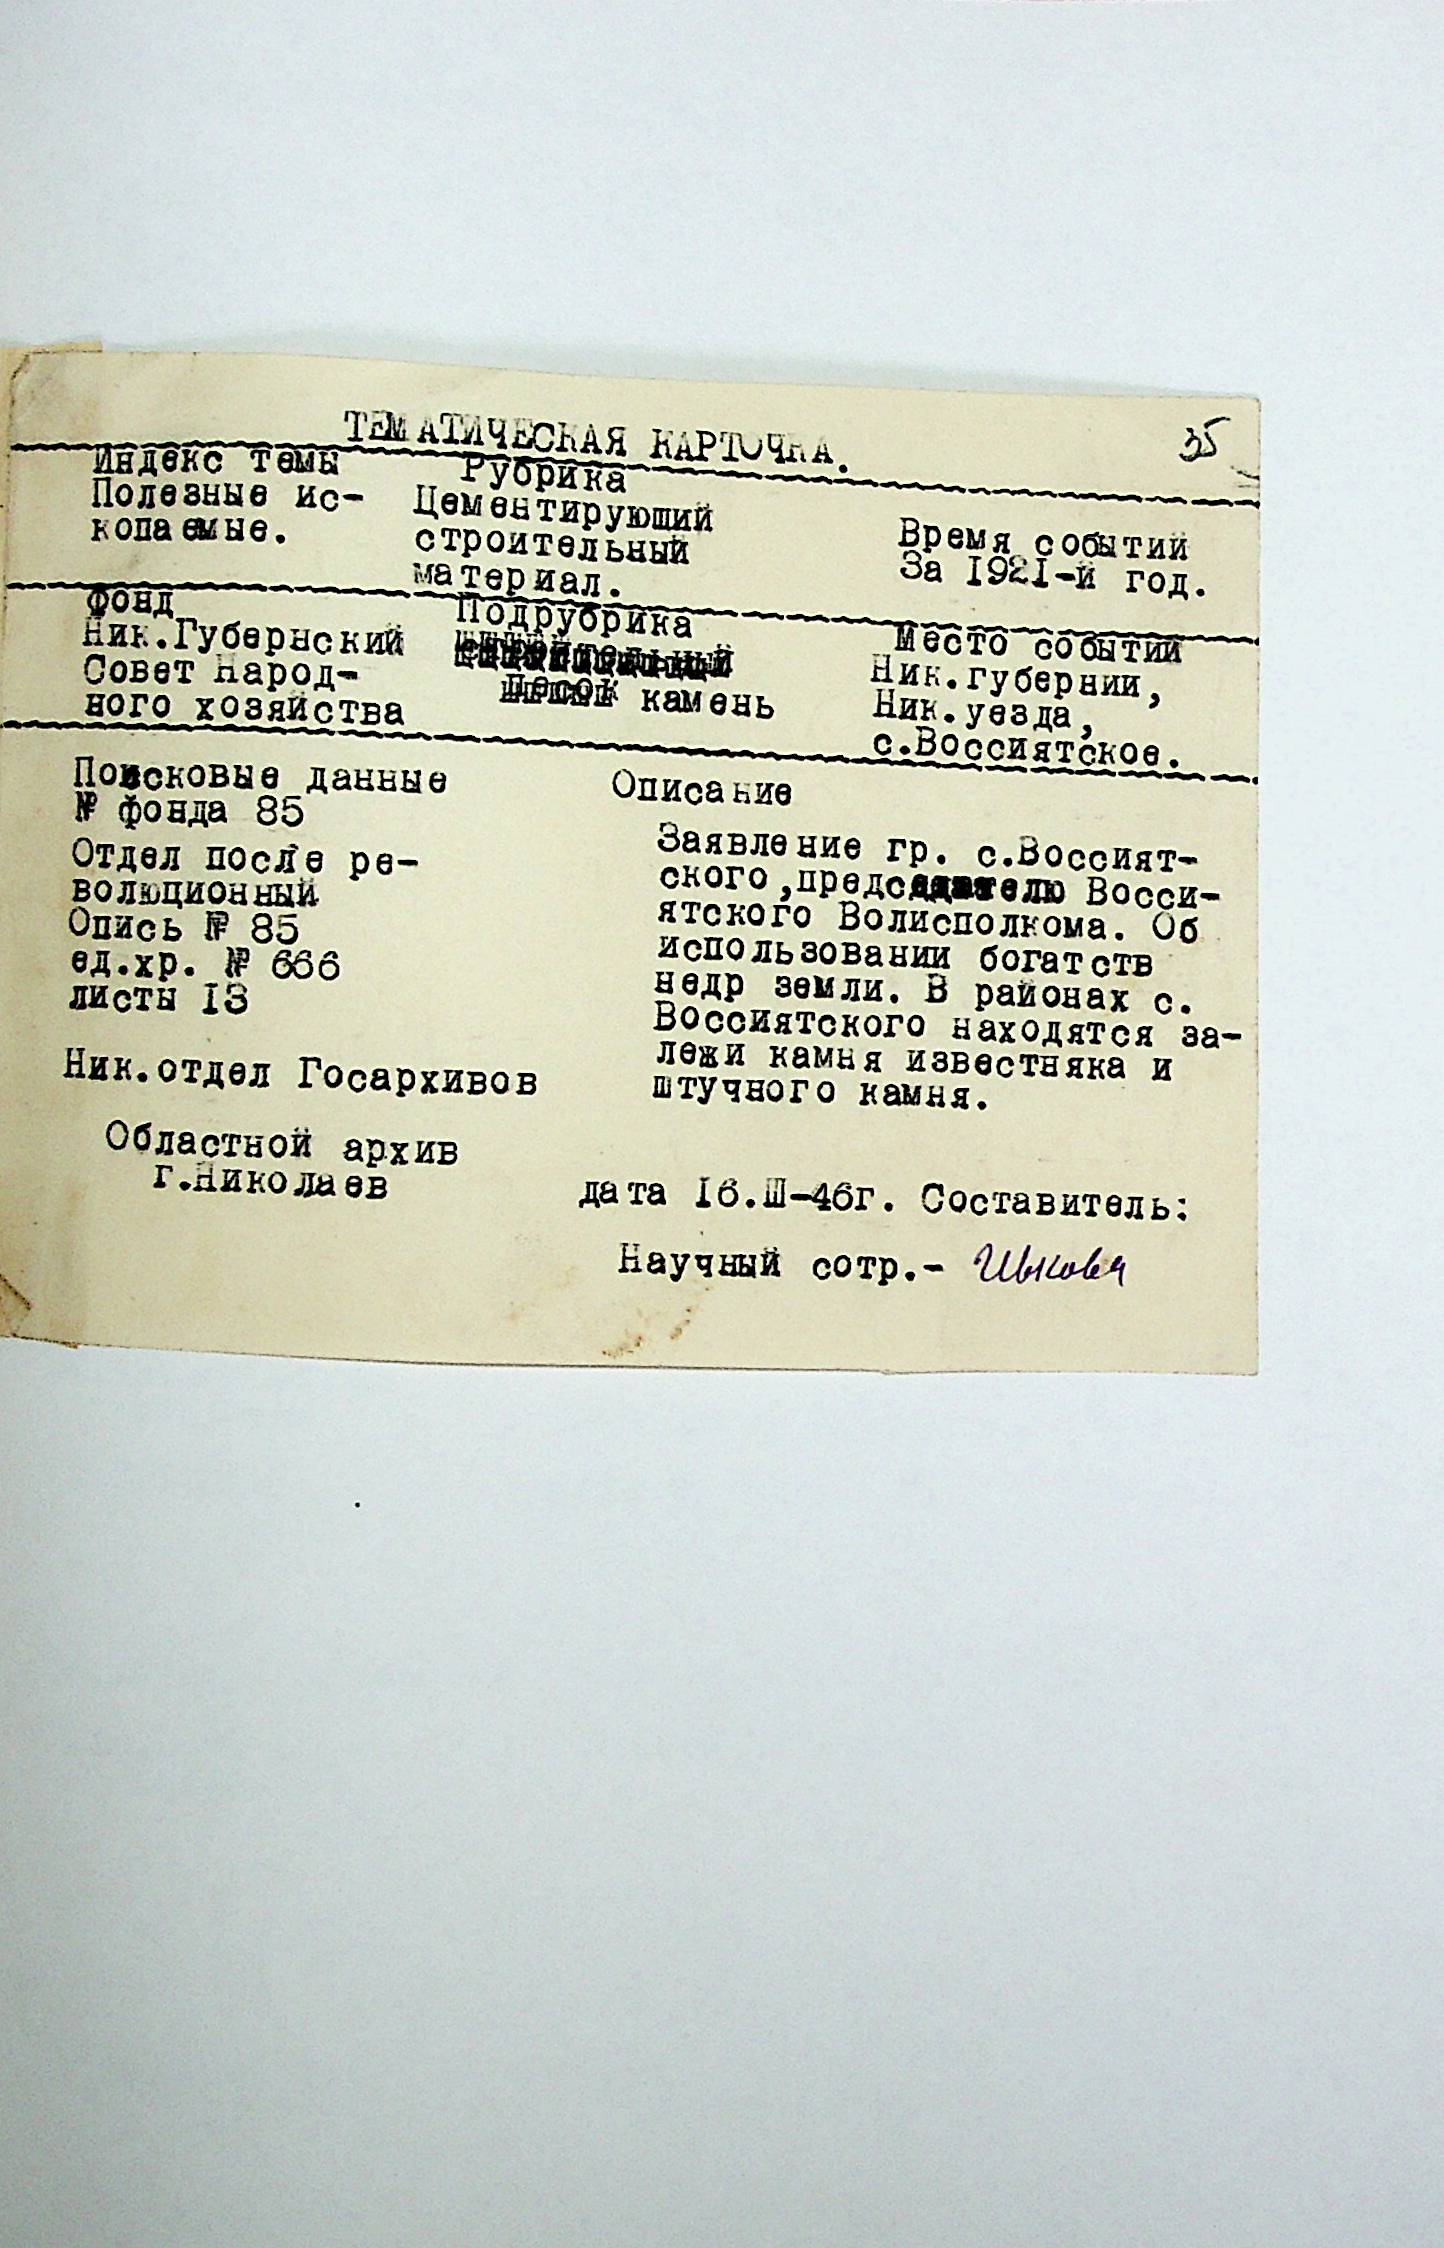 35
ТЕМАТИЧЕСКАЯ КАРТОЧКА.
Индекс темы
Полезные ис-
копаемые.
Рубрика
Цементирующий
строительный
материал.
Время событий
За 1921-й год.
Фонд
Ник.Губернский
Совет Народ-
ного хозяйства
Подрубрика
камень
Место событий
Ник.губернии,
Ник.уезда,
с.Воссиятское.
Поисковые данные
№ фонда 85
Отдел после ре-
волюционный
Опись № 85
ед.хр. № 666
листы 13
Ник.отдел Госархивов
Областной архив
г.Николаев
Описание
Заявление гр. с.Воссият-
ского,председателю Восси-
ятского Волисполкома. Об
использовании богатств
недр земли. В районах с.
Воссиятского находятся за-
лежи камня известняка и
штучного камня.
дата 16.Ш-46г. Составитель:
Научный сотр.-